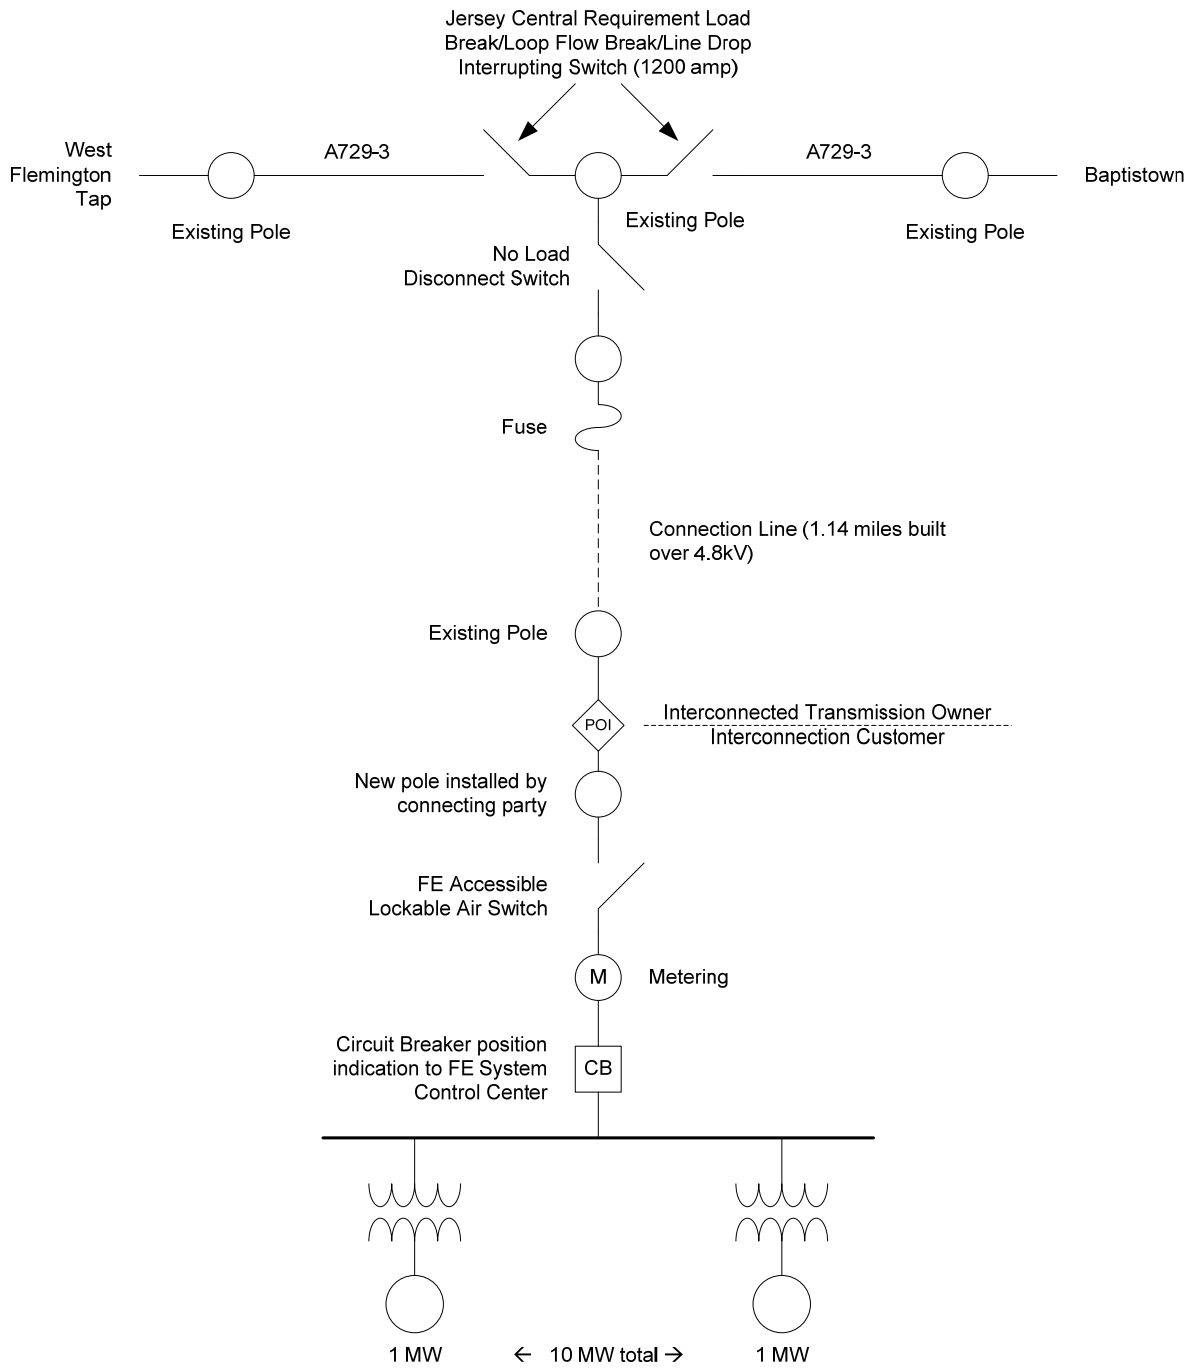 Jersey Central Requirement Load
Break/Loop Flow Break/Line Drop
Interrupting Switch (1200 amp)
West
Flemington
Tap
A729-3
A729-3
Baptistown
Existing Pole
Existing Pole
Existing Pole
No Load
Disconnect Switch
Fuse
Connection Line (1.14 miles built
over 4.8kV)
Existing Pole
POI
Interconnected Transmission Owner
Interconnection Customer
New pole installed by
connecting party
FE Accessible
Lockable Air Switch
M
Metering
Circuit Breaker position
indication to FE System
Control Center
CB
1 MW
← 10 MW total →
1 MW